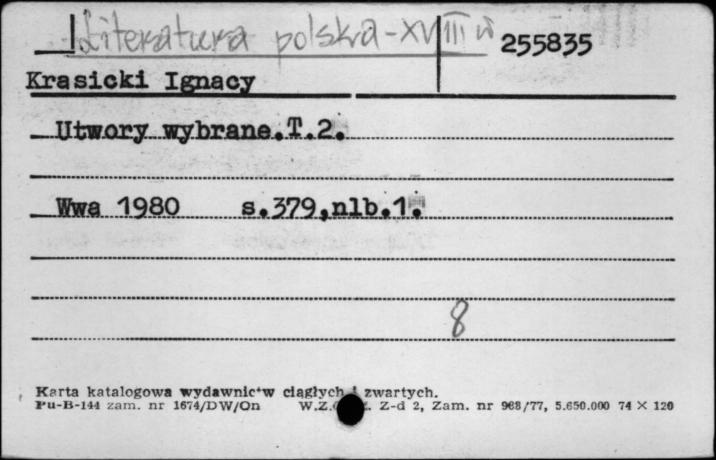 Literatura polska - XVIII w 255835
Krasicki Ignacy
Utwory wybrane.T.2.
Wwa 1980 s.379,nlb.1.
8
Karta katalogowa wydawnictw ciągłych i zwartych.
Pu-B-144 zam. nr 1674/DW/On W.Z. Z-d 2, Zam. nr 968/77, 5.650.000 74 × 120